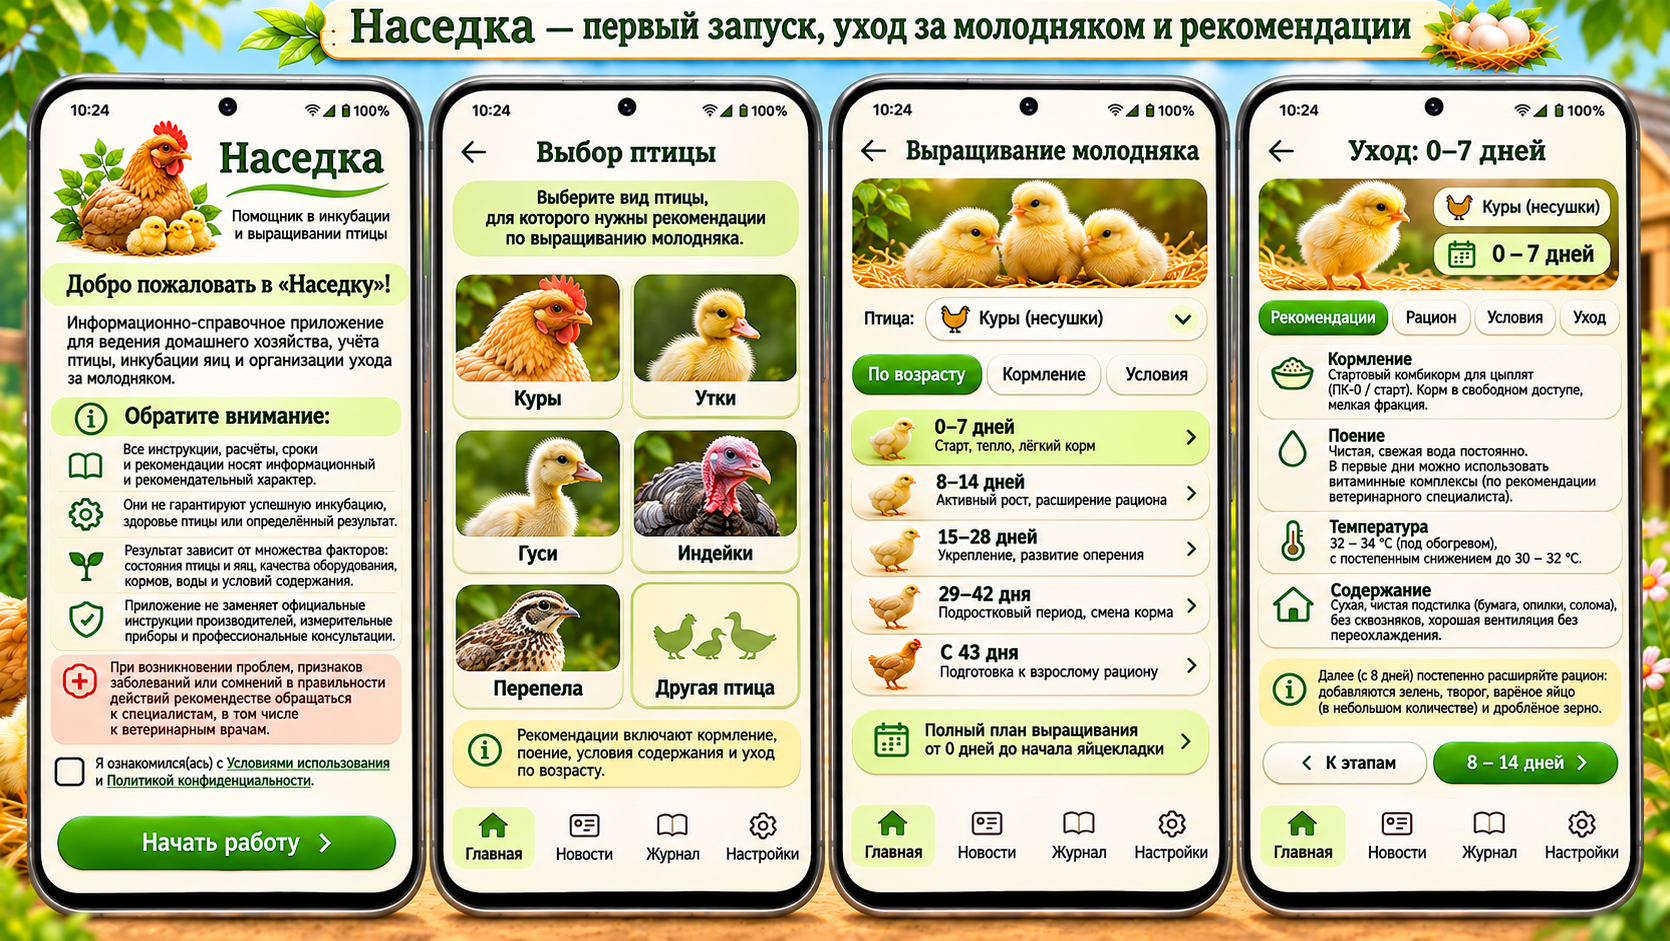 Наседка — первый запуск, уход за молодняком и рекомендации
10:24
100%
Наседка
Помощник в инкубации
и выращивании птицы
Добро пожаловать в «Наседку»!
Информационно-справочное приложение
для ведения домашнего хозяйства, учёта
птицы, инкубации яиц и организации ухода
за молодняком.
Обратите внимание:
Все инструкции, расчёты, сроки
и рекомендации носят информационный
и рекомендательный характер.
Они не гарантируют успешную инкубацию,
здоровье птицы или определённый результат.
Результат зависит от множества факторов:
состояния птицы и яиц, качества оборудования,
кормов, воды и условий содержания.
Приложение не заменяет официальные
инструкции производителей, измерительные
приборы и профессиональные консультации.
При возникновении проблем, признаков
заболеваний или сомнений в правильности
действий рекомендестве обращаться
к специалистам, в том числе
к ветеринарным врачам.
Я ознакомился(ась) с Условиями использования
и Политикой конфиденциальности.
Начать работу
10:24
100%
Выбор птицы
Выберите вид птицы,
для которого нужны рекомендации
по выращиванию молодняка.
Куры
Утки
Гуси
Индейки
Перепела
Другая птица
Рекомендации включают кормление,
поение, условия содержания и уход
по возрасту.
Главная
Новости
Журнал
Настройки
10:24
100%
Выращивание молодняка
Птица:
Куры (несушки)
По возрасту
Кормление
Условия
0–7 дней
Старт, тепло, лёгкий корм
8–14 дней
Активный рост, расширение рациона
15–28 дней
Укрепление, развитие оперения
29–42 дня
Подростковый период, смена корма
С 43 дня
Подготовка к взрослому рациону
Полный план выращивания
от 0 дней до начала яйцекладки
Главная
Новости
Журнал
Настройки
10:24
100%
Уход: 0–7 дней
Куры (несушки)
0 – 7 дней
Рекомендации
Рацион
Условия
Уход
Кормление
Стартовый комбикорм для цыплят
(ПК-0 / старт). Корм в свободном доступе,
мелкая фракция.
Поение
Чистая, свежая вода постоянно.
В первые дни можно использовать
витаминные комплексы (по рекомендации
ветеринарного специалиста).
Температура
32 – 34 °C (под обогревом),
с постепенным снижением до 30 – 32 °C.
Содержание
Сухая, чистая подстилка (бумага, опилки, солома),
без сквозняков, хорошая вентиляция без
переохлаждения.
Далее (с 8 дней) постепенно расширяйте рацион:
добавляются зелень, творог, варёное яйцо
(в небольшом количестве) и дроблёное зерно.
К этапам
8 – 14 дней
Главная
Новости
Журнал
Настройки